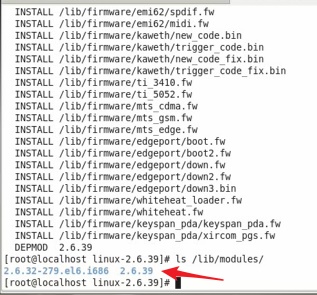 INSTALL /lib/firmware/emi62/spdif.fw
INSTALL /lib/firmware/emi62/midi.fw
INSTALL /lib/firmware/kaweth/new_code.bin
INSTALL /lib/firmware/kaweth/trigger_code.bin
INSTALL /lib/firmware/kaweth/new_code_fix.bin
INSTALL /lib/firmware/kaweth/trigger_code_fix.bin
INSTALL /lib/firmware/ti_3410.fw
INSTALL /lib/firmware/ti_5052.fw
INSTALL /lib/firmware/mts_cdma.fw
INSTALL /lib/firmware/mts_gsm.fw
INSTALL /lib/firmware/mts_edge.fw
INSTALL /lib/firmware/edgeport/boot.fw
INSTALL /lib/firmware/edgeport/boot2.fw
INSTALL /lib/firmware/edgeport/down.fw
INSTALL /lib/firmware/edgeport/down2.fw
INSTALL /lib/firmware/edgeport/down3.bin
INSTALL /lib/firmware/whiteheat_loader.fw
INSTALL /lib/firmware/whiteheat.fw
INSTALL /lib/firmware/keyspan_pda/keyspan_pda.fw
INSTALL /lib/firmware/keyspan_pda/xircom_pgs.fw
DEPMOD 2.6.39
[root@localhost linux-2.6.39]# ls /lib/modules/
2.6.32-279.el6.i686 2.6.39
[root@localhost linux-2.6.39]#